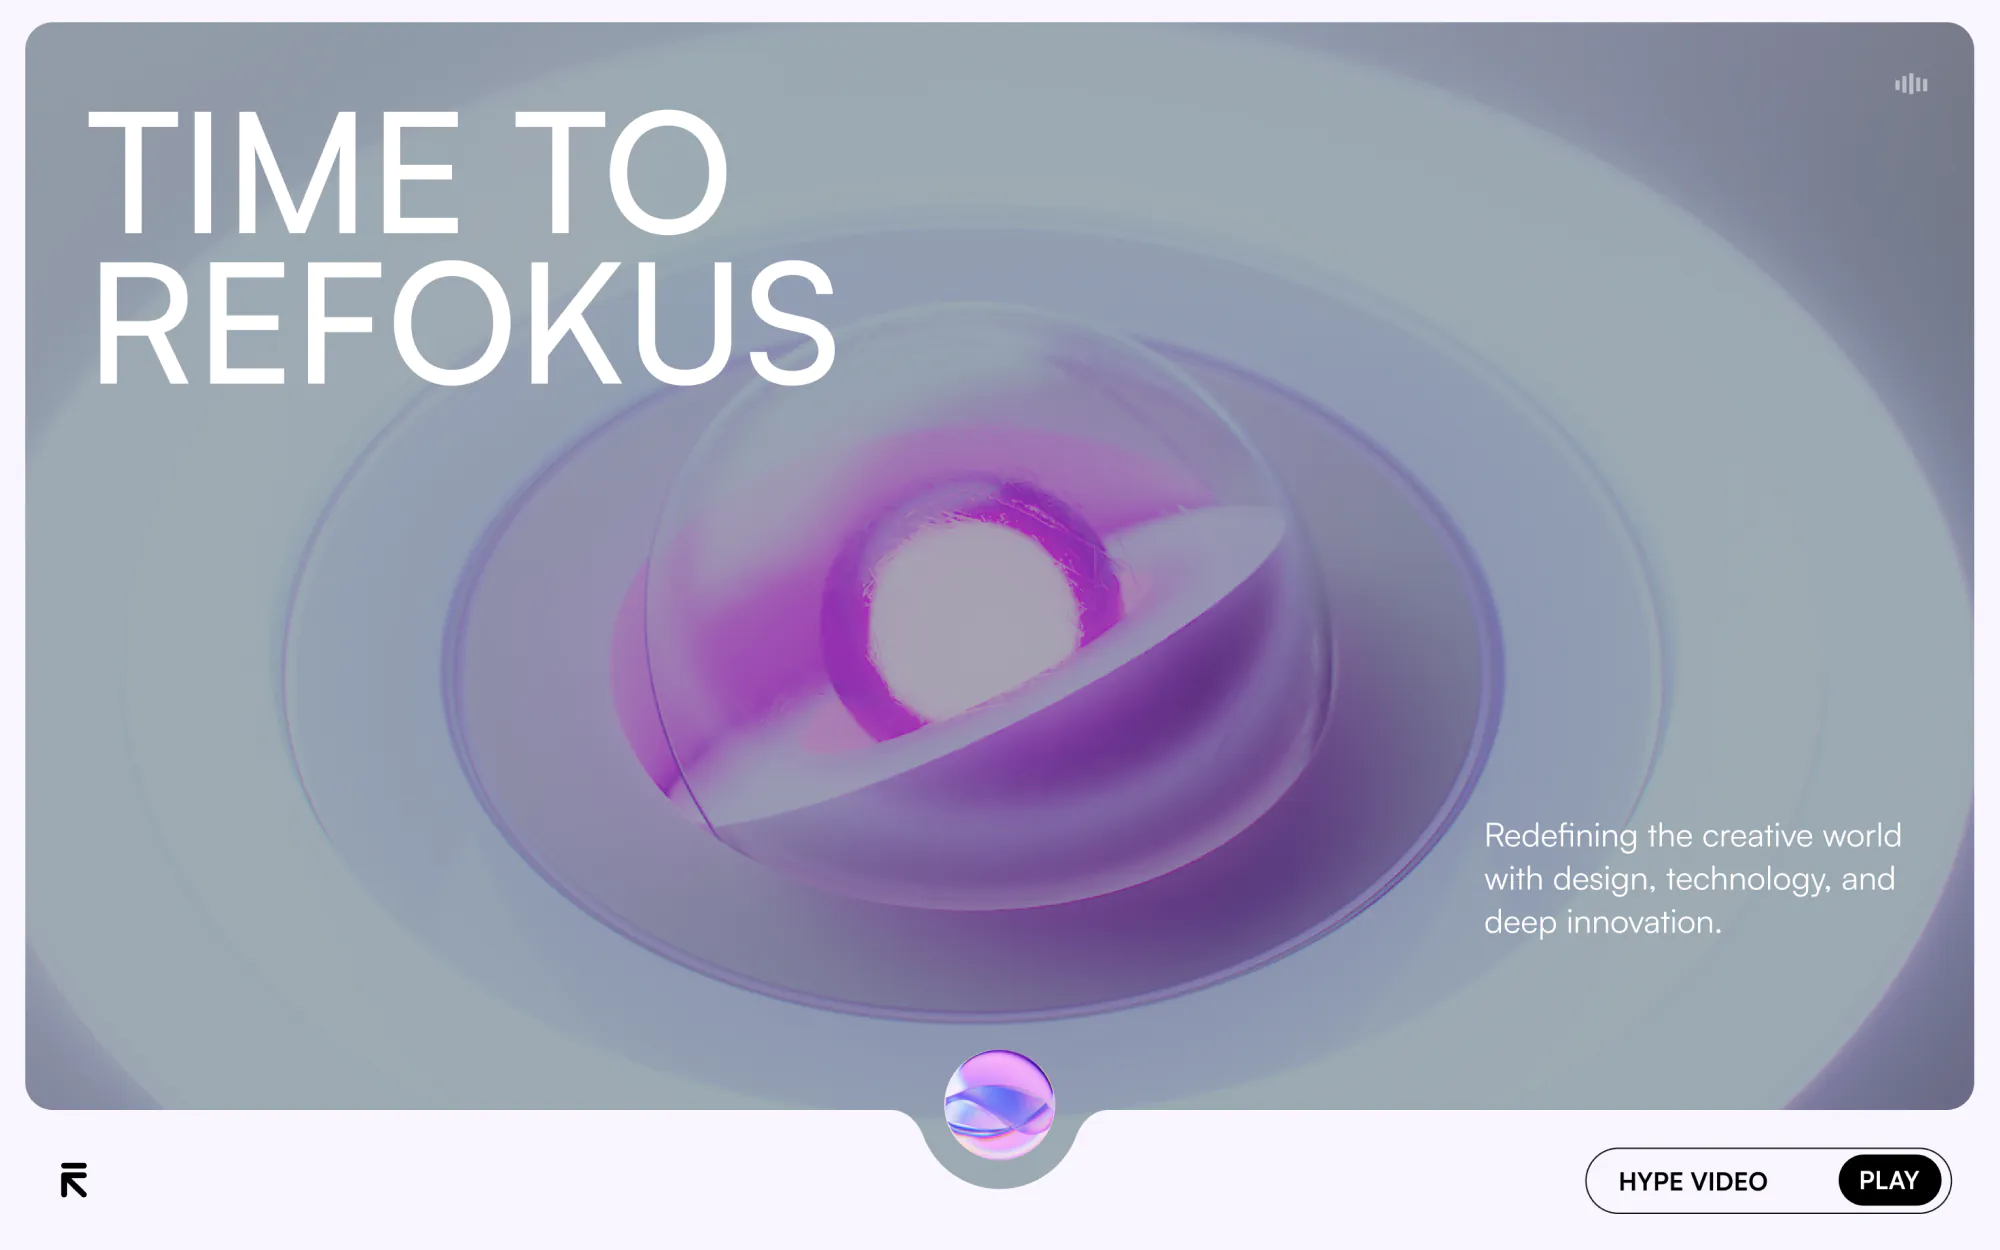 TIME TO
REFOKUS
Redefining the creative world
with design, technology, and
deep innovation.
HYPE VIDEO
PLAY